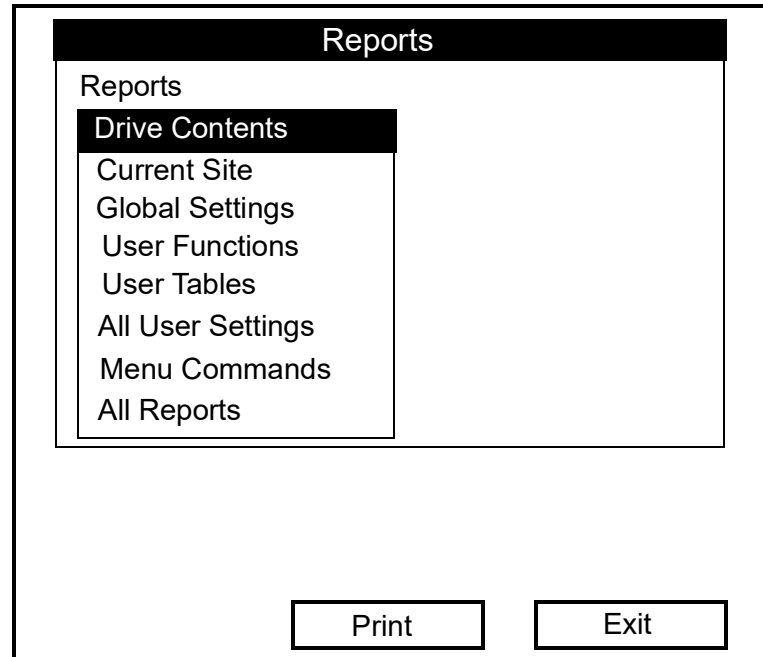 Reports
Reports
Drive Contents
Current Site
Global Settings
User Functions
User Tables
All User Settings
Menu Commands
All Reports
Print Exit